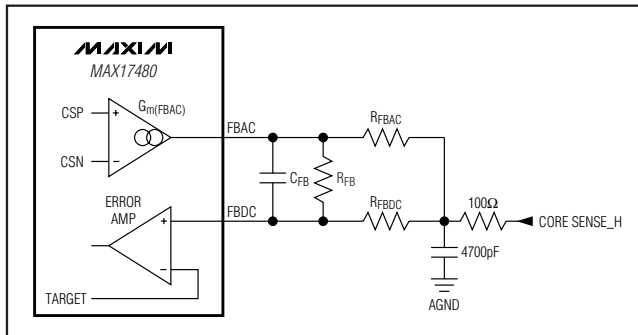 MAXIM
MAX17480
CSP
+
Gm(FBAC)
CSN
−
FBAC
RFBAC
CFB
RFB
ERROR
AMP
FBDC
+
RFBDC
100Ω
CORE SENSE_H
−
4700pF
TARGET
AGND